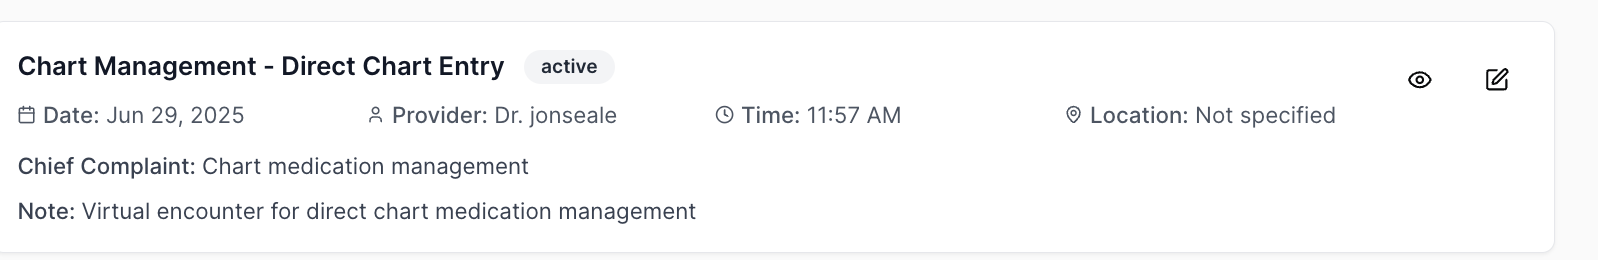 Chart Management - Direct Chart Entry active
Date: Jun 29, 2025 Provider: Dr. jonseale Time: 11:57 AM Location: Not specified
Chief Complaint: Chart medication management
Note: Virtual encounter for direct chart medication management